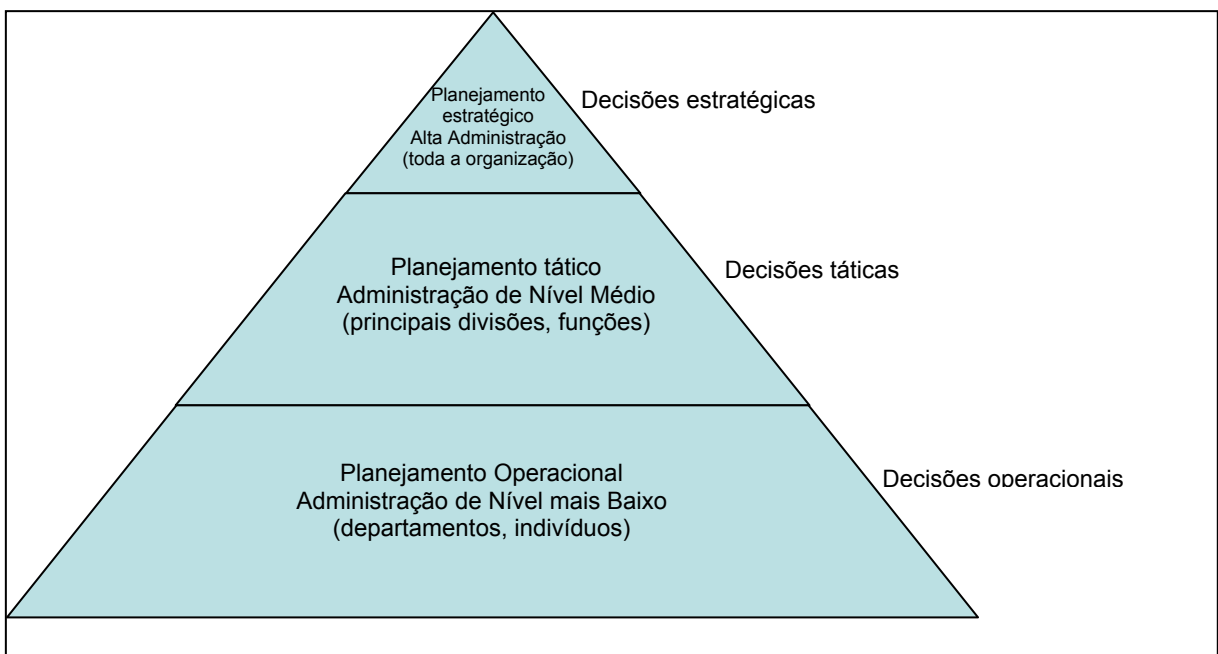 Planejamento
estratégico
Alta Administração
(toda a organização)
Decisões estratégicas
Planejamento tático
Administração de Nível Médio
(principais divisões, funções)
Decisões táticas
Planejamento Operacional
Administração de Nível mais Baixo
(departamentos, indivíduos)
Decisões operacionais